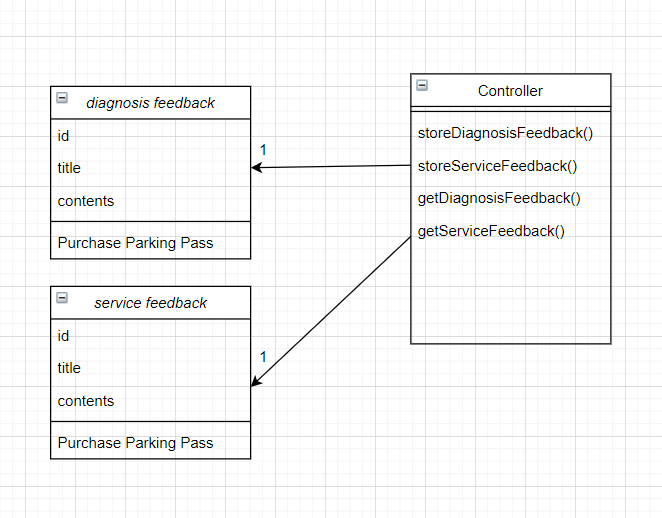 diagnosis feedback
id
title
contents
Purchase Parking Pass
1
service feedback
id
title
contents
Purchase Parking Pass
1
Controller
storeDiagnosisFeedback()
storeServiceFeedback()
getDiagnosisFeedback()
getServiceFeedback()